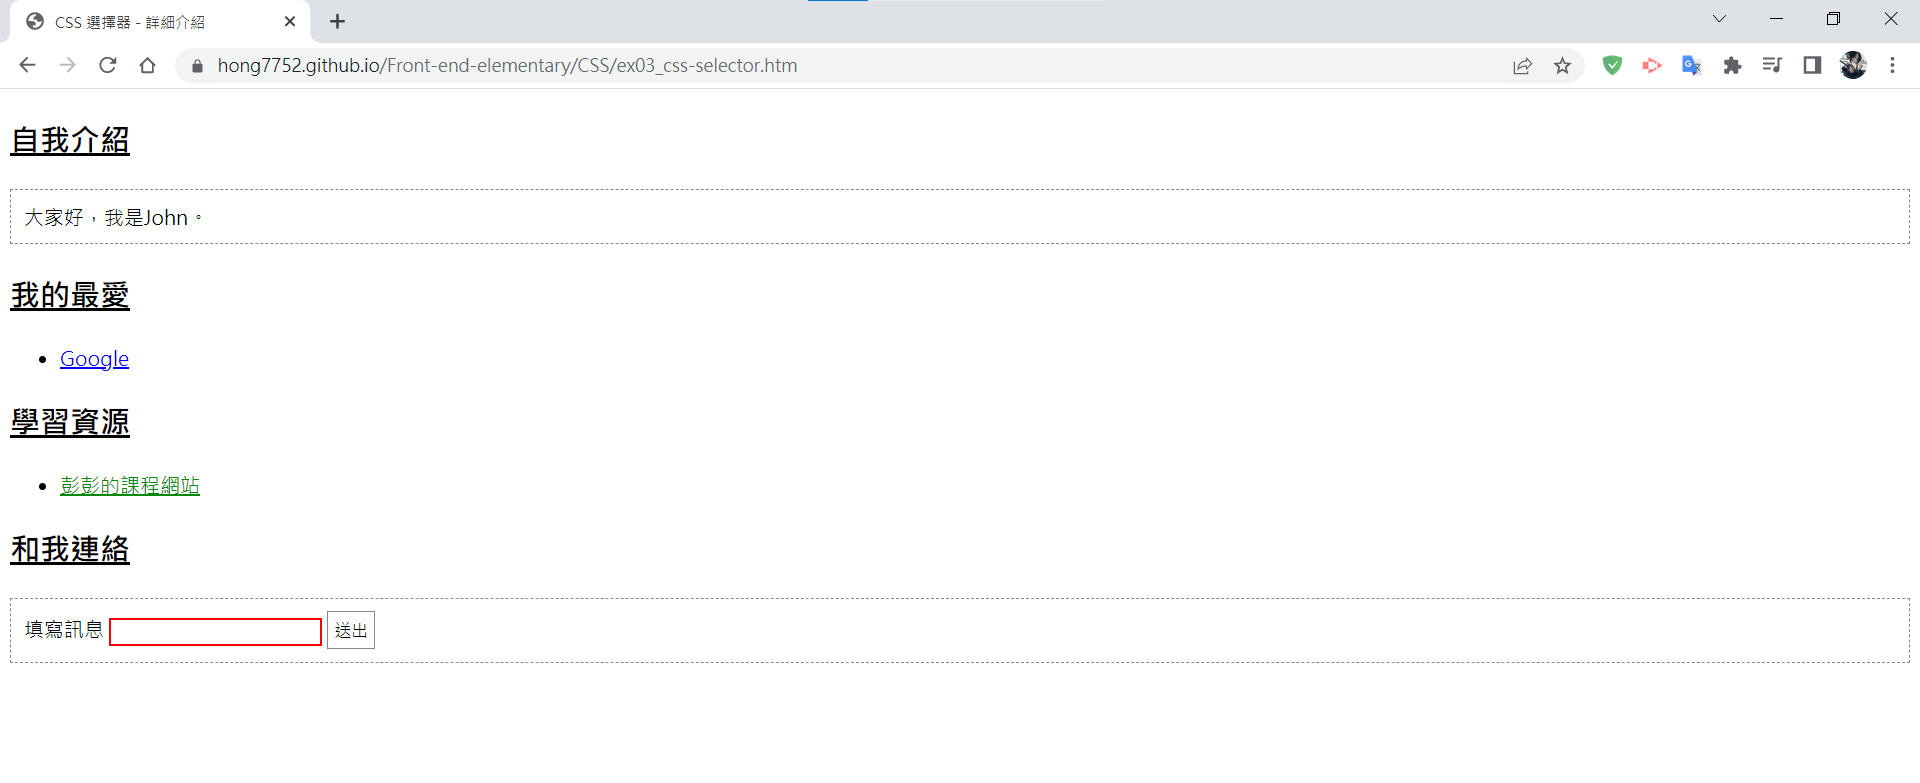 CSS 選擇器 - 詳細介紹
hong7752.github.io/Front-end-elementary/CSS/ex03_css-selector.htm
自我介紹
大家好，我是John。
我的最愛
Google
學習資源
彭彭的課程網站
和我連絡
填寫訊息 送出